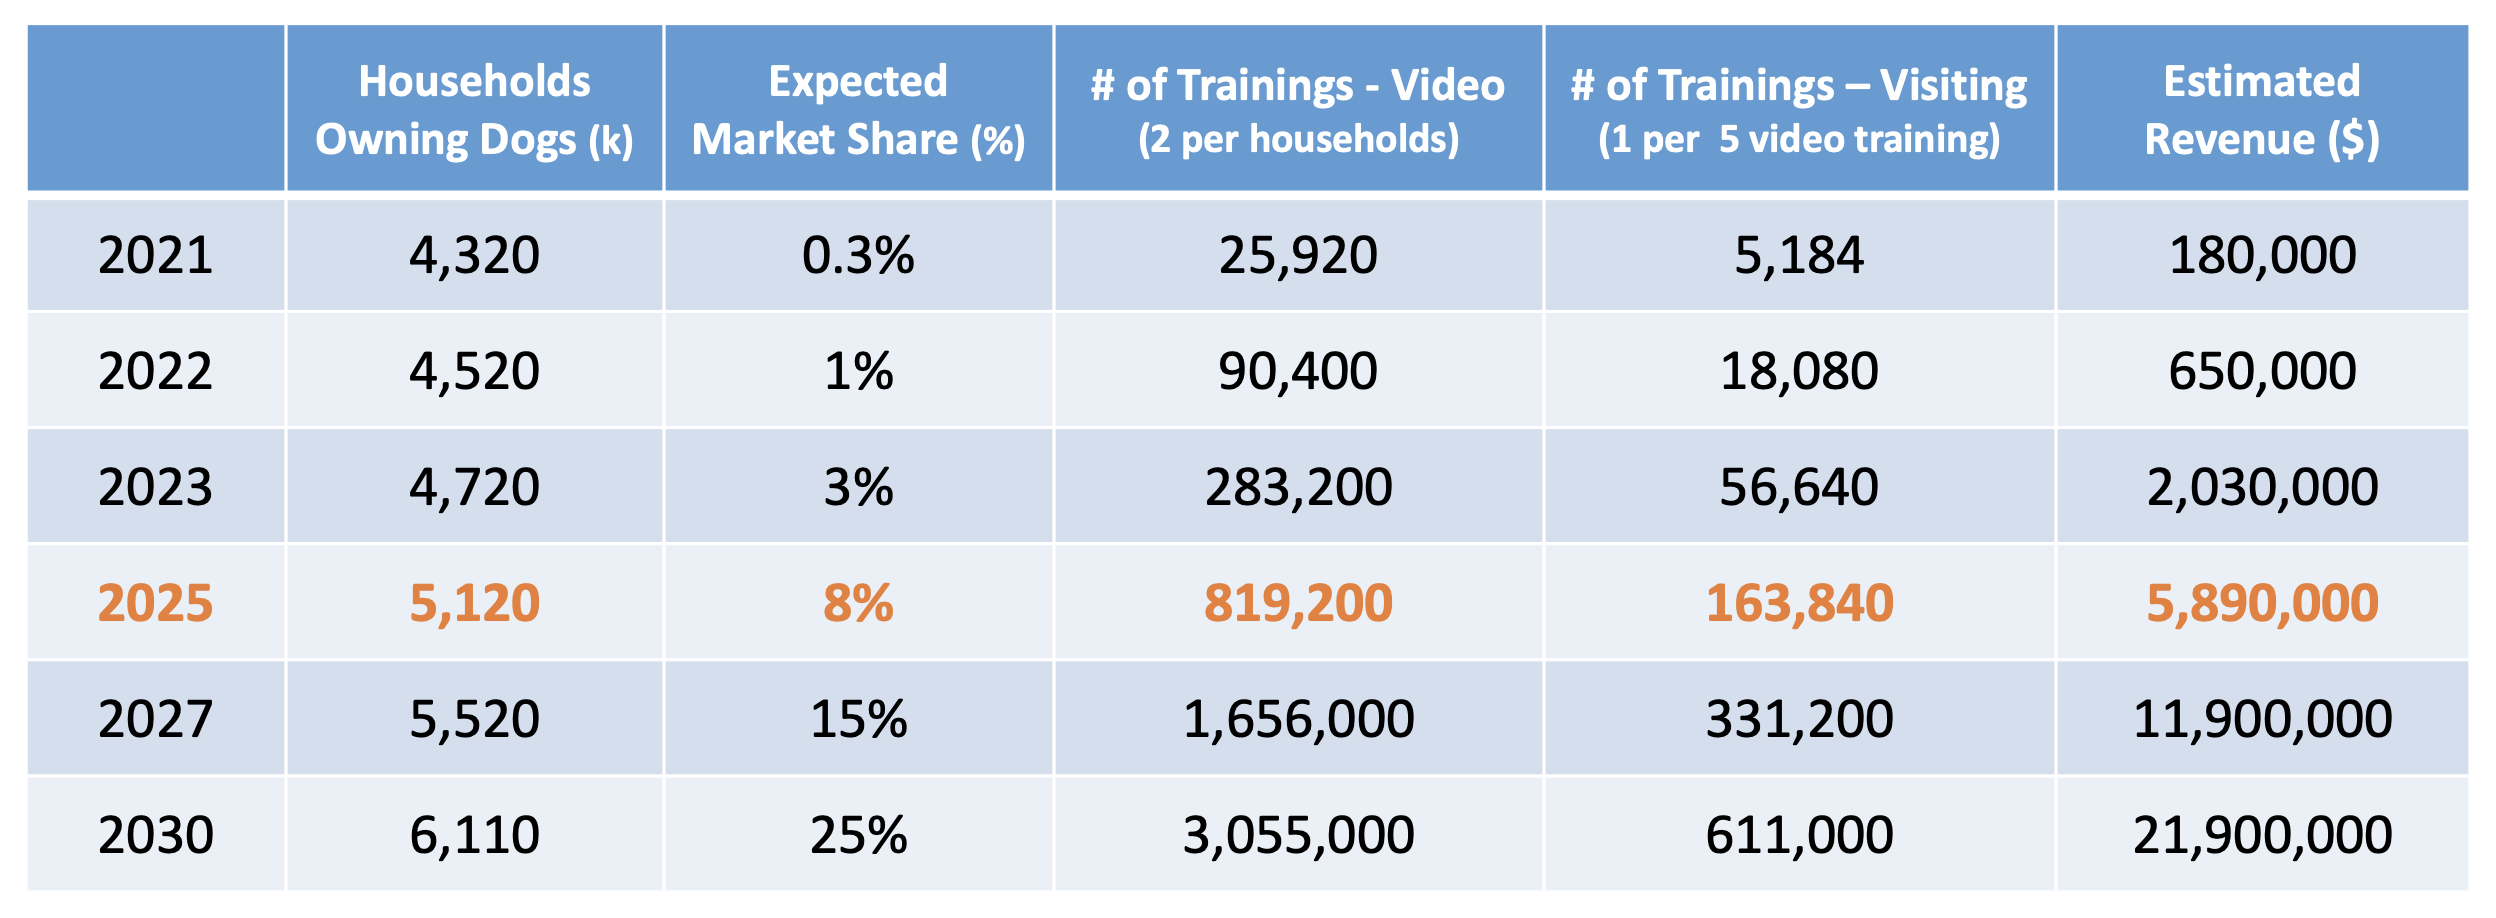 Households Owning Dogs (k) Expected Market Share (%) # of Trainings - Video (2 per households) # of Trainings – Visiting (1 per 5 video training) Estimated Revenue ($)
2021 4,320 0.3% 25,920 5,184 180,000
2022 4,520 1% 90,400 18,080 650,000
2023 4,720 3% 283,200 56,640 2,030,000
2025 5,120 8% 819,200 163,840 5,890,000
2027 5,520 15% 1,656,000 331,200 11,900,000
2030 6,110 25% 3,055,000 611,000 21,900,000